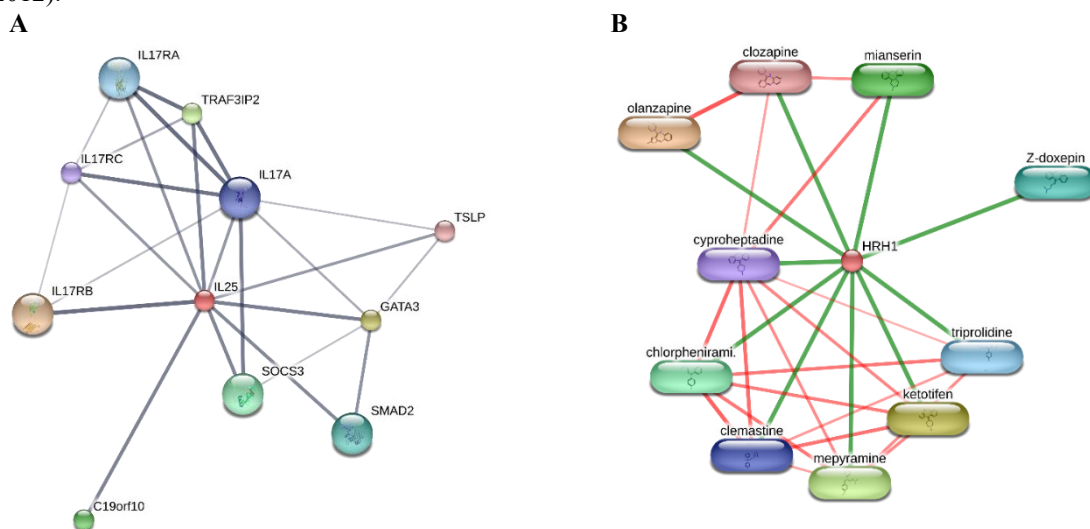 2012).
A
B
IL17RA
TRAF3IP2
IL17RC
IL17A
TSLP
IL17RB
IL25
GATA3
SOCS3
SMAD2
C19orf10
clozapine
mianserin
olanzapine
Z-doxepin
cyproheptadine
HRH1
triprolidine
chlorphenirami.
ketotifen
clemastine
mepyramine